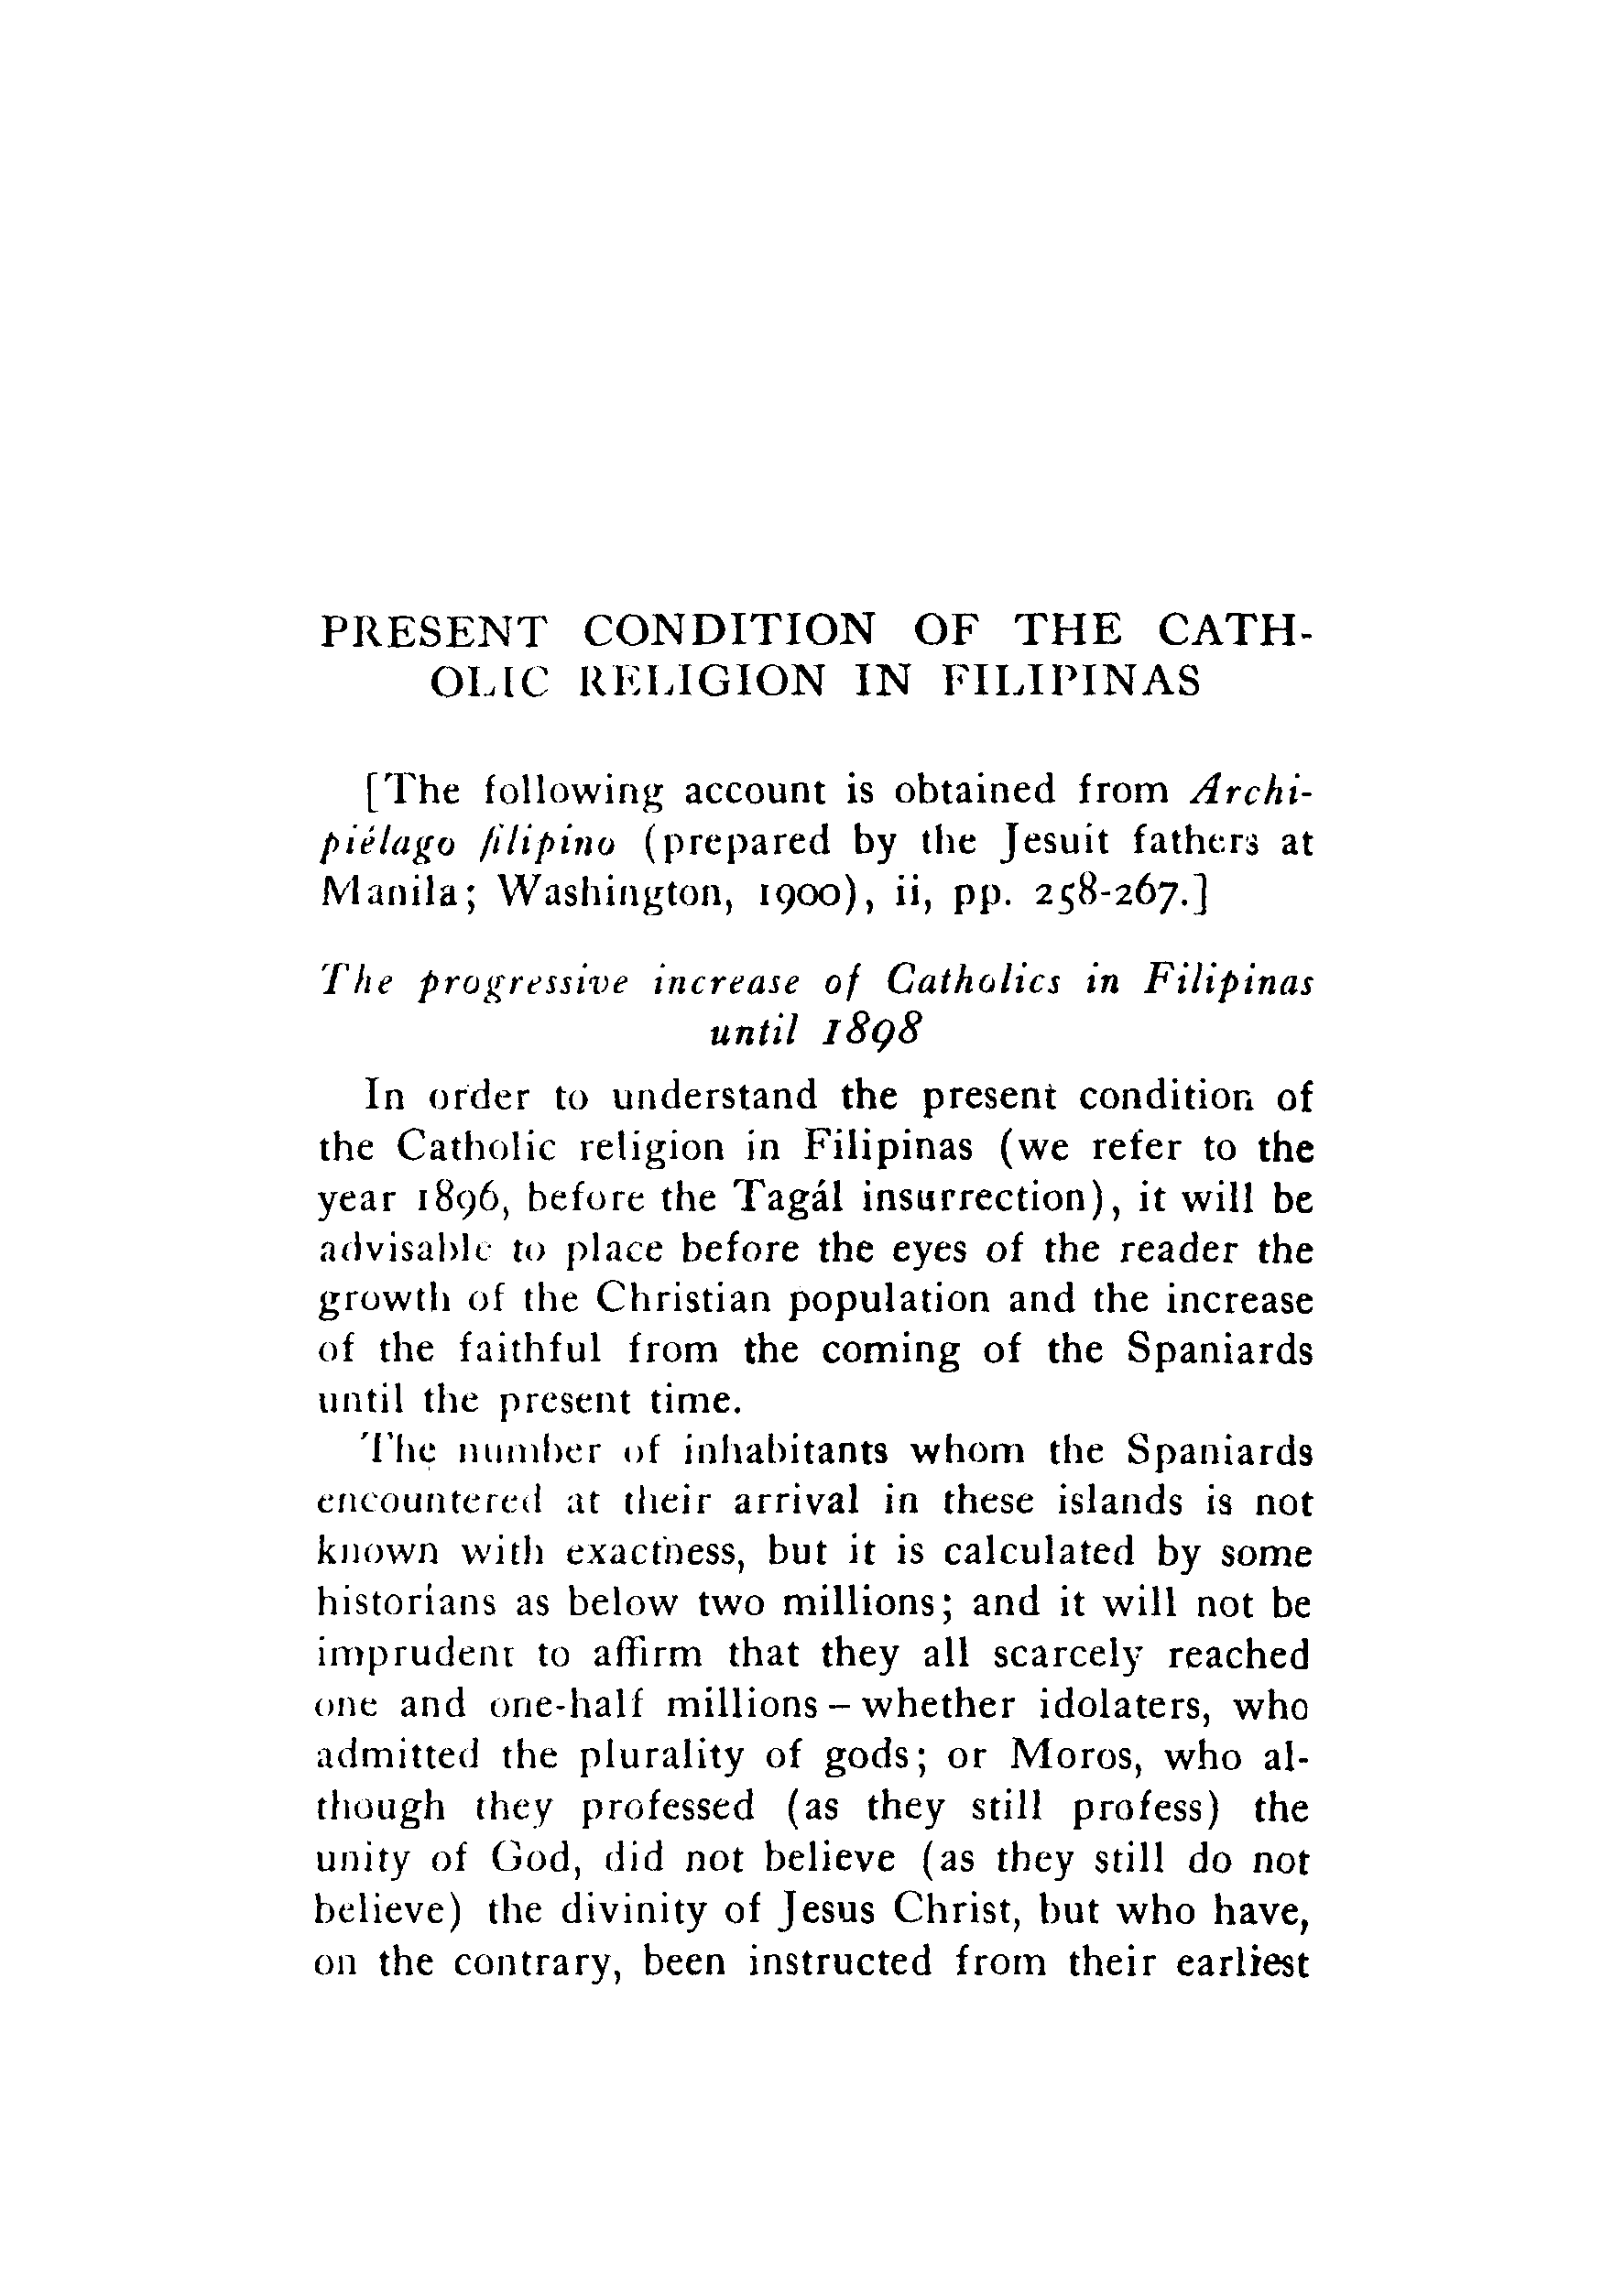 PRESENT CONDITION OF THE CATH-
OLIC RELIGION IN FILIPINAS
[The following account is obtained from Archi-
piélago filipino (prepared by the Jesuit fathers at
Manila; Washington, 1900), ii, pp. 258-267.]
The progressive increase of Catholics in Filipinas
until 1898
In order to understand the present condition of
the Catholic religion in Filipinas (we refer to the
year 1896, before the Tagál insurrection), it will be
advisable to place before the eyes of the reader the
growth of the Christian population and the increase
of the faithful from the coming of the Spaniards
until the present time.
The number of inhabitants whom the Spaniards
encountered at their arrival in these islands is not
known with exactness, but it is calculated by some
historians as below two millions; and it will not be
imprudent to affirm that they all scarcely reached
one and one-half millions – whether idolaters, who
admitted the plurality of gods; or Moros, who al-
though they professed (as they still profess) the
unity of God, did not believe (as they still do not
believe) the divinity of Jesus Christ, but who have,
on the contrary, been instructed from their earliest